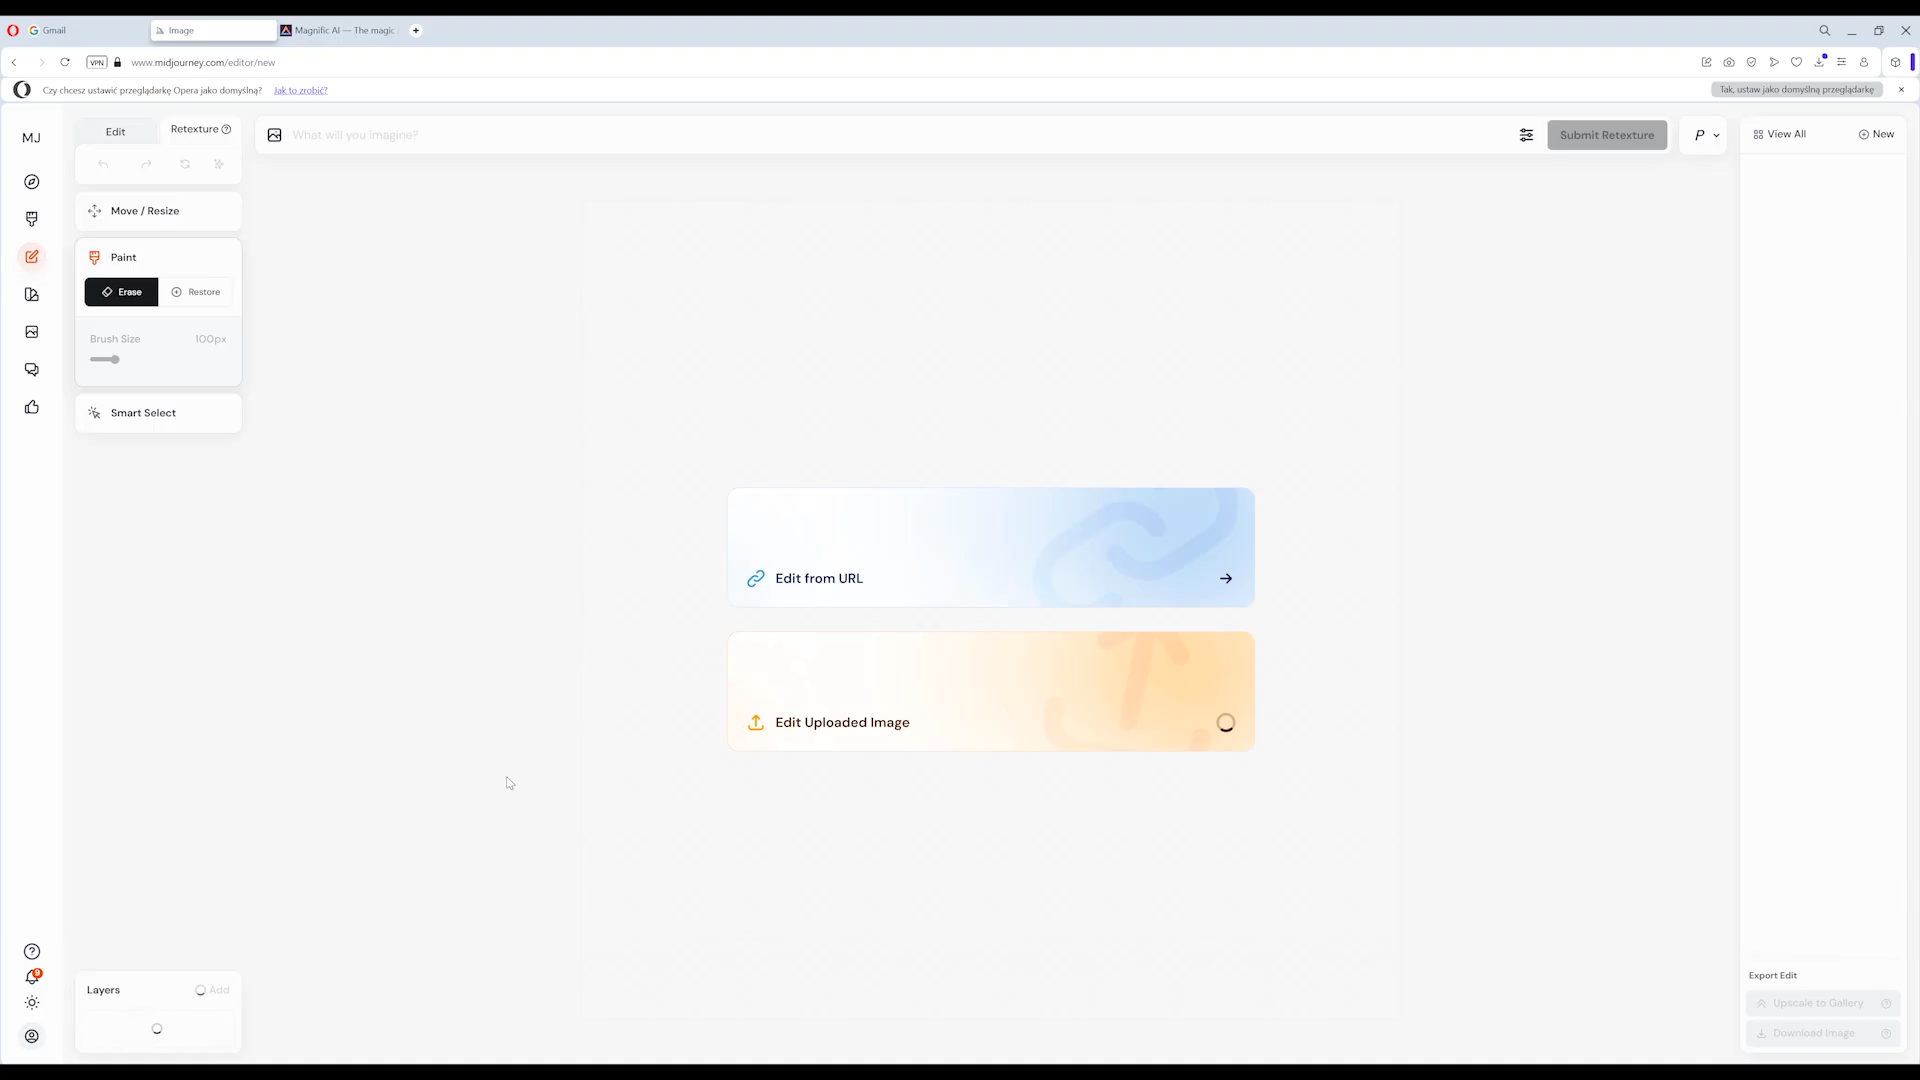 Gmail
Image
Magnific AI — The magic
VPN
www.midjourney.com/editor/new
Czy chcesz ustawić przeglądarkę Opera jako domyślną?
Jak to zrobić?
Tak, ustaw jako domyślną przeglądarkę
MJ
Edit
Retexture
What will you imagine?
Submit Retexture
P
View All
New
Move / Resize
Paint
Erase
Restore
Brush Size
100px
Smart Select
Edit from URL
Edit Uploaded Image
9
Layers
Add
Export Edit
Upscale to Gallery
Download Image